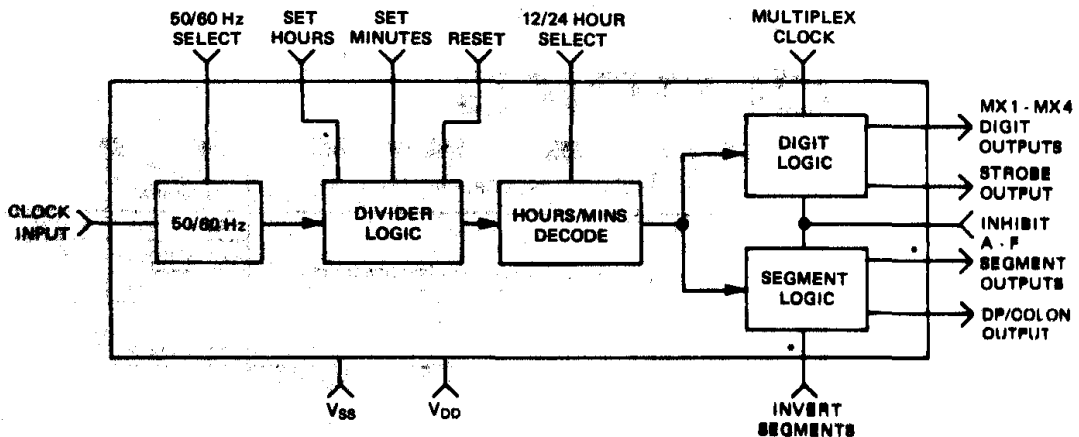 50/60 Hz
SELECT
SET
HOURS
SET
MINUTES
RESET
12/24 HOUR
SELECT
MULTIPLEX
CLOCK
CLOCK
INPUT
50/60 Hz
DIVIDER
LOGIC
HOURS/MINS
DECODE
DIGIT
LOGIC
SEGMENT
LOGIC
MX1 - MX4
DIGIT
OUTPUTS
STROBE
OUTPUT
INHIBIT
A - F
SEGMENT
OUTPUTS
DP/COLON
OUTPUT
VSS
VDD
INVERT
SEGMENTS